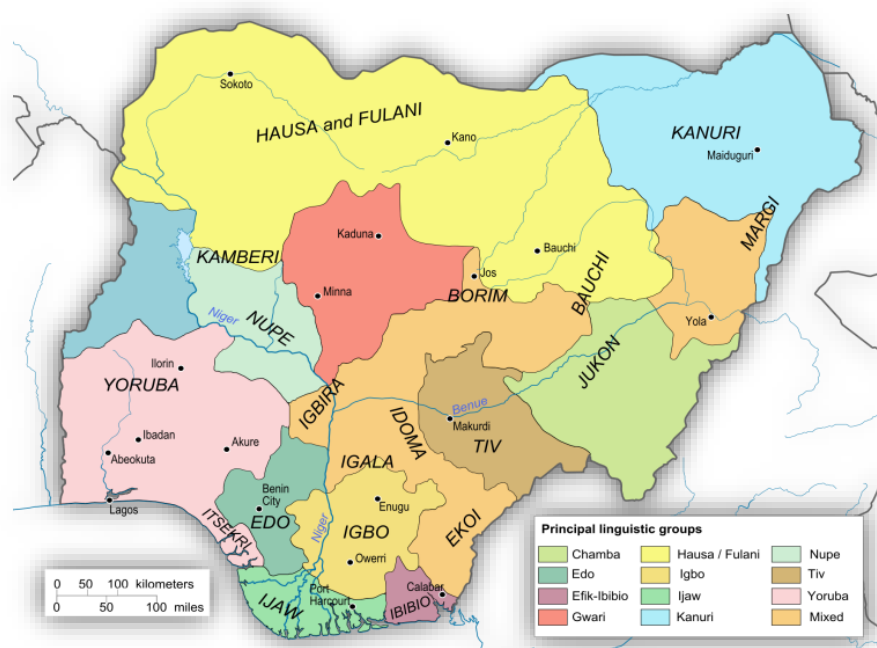 Sokoto
HAUSA and FULANI
Kano
KANURI
Maiduguri
MARGI
Kaduna
KAMBERI
Bauchi
Jos
BORIM
BAUCHI
Minna
Niger
NUPE
Yola
Ilorin
YORUBA
JUKON
IGBIRA
Benue
Makurdi
IDOMA
TIV
Ibadan
Akure
Abeokuta
IGALA
Benin
City
Enugu
Lagos
ITSEKRI
EDO
Niger
IGBO
EKOI
Owerri
Port
Harcourt
Calabar
IJAW
IBIBIO
0 50 100 kilometers
0 50 100 miles
Principal linguistic groups
Chamba
Edo
Efik-Ibibio
Gwari
Hausa / Fulani
Igbo
Ijaw
Kanuri
Nupe
Tiv
Yoruba
Mixed